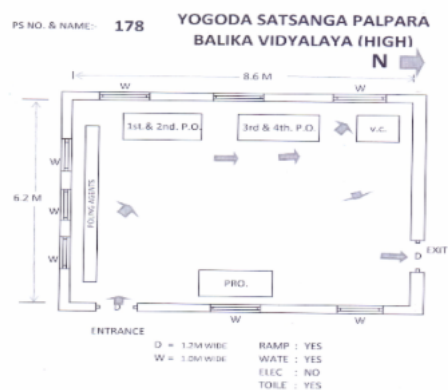 PS NO. & NAME:- 178 YOGODA SATSANGA PALPARA
BALIKA VIDYALAYA (HIGH)
N
8.6 M
W W W
1st & 2nd. P.O. 3rd & 4th. P.O. v.c.
W
6.2 M
W
W
POLING AGENTS
EXIT
D
PRO.
D
W W
ENTRANCE
D = 1.2M WIDE RAMP : YES
W = 1.0M WIDE WATE : YES
ELEC : NO
TOILE : YES